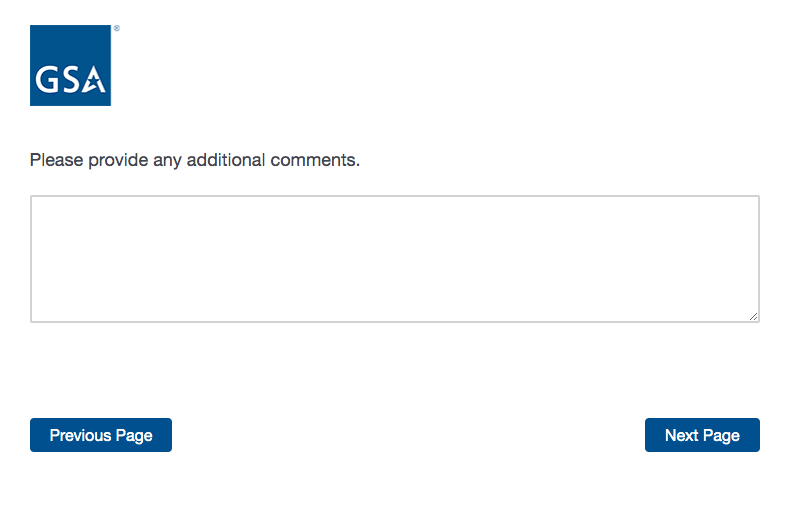 GSA
®
Please provide any additional comments.
Previous Page
Next Page